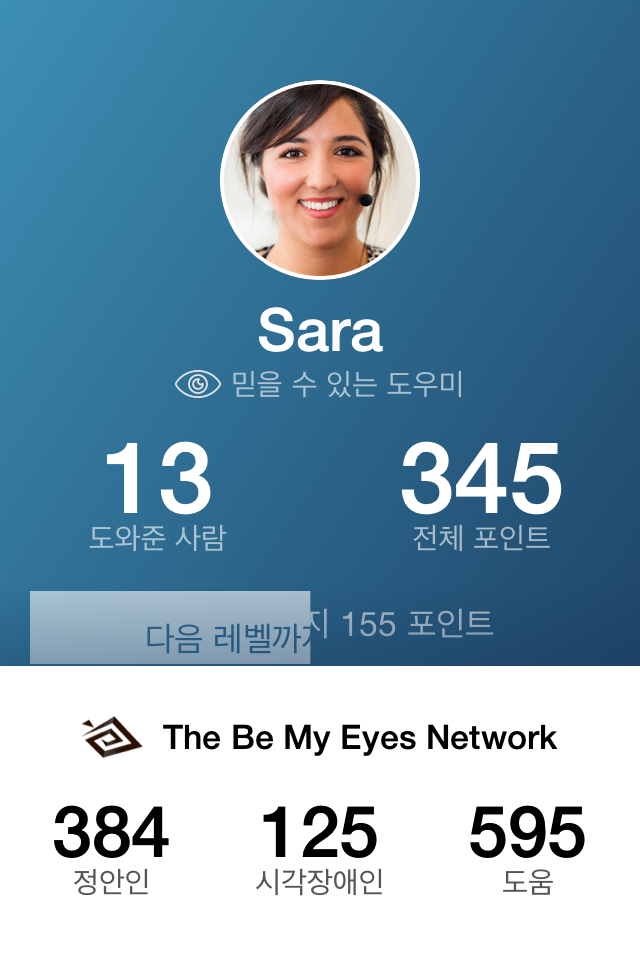 Sara
믿을 수 있는 도우미
13 345
도와준 사람 전체 포인트
다음 레벨까지 155 포인트
The Be My Eyes Network
384 125 595
정안인 시각장애인 도움